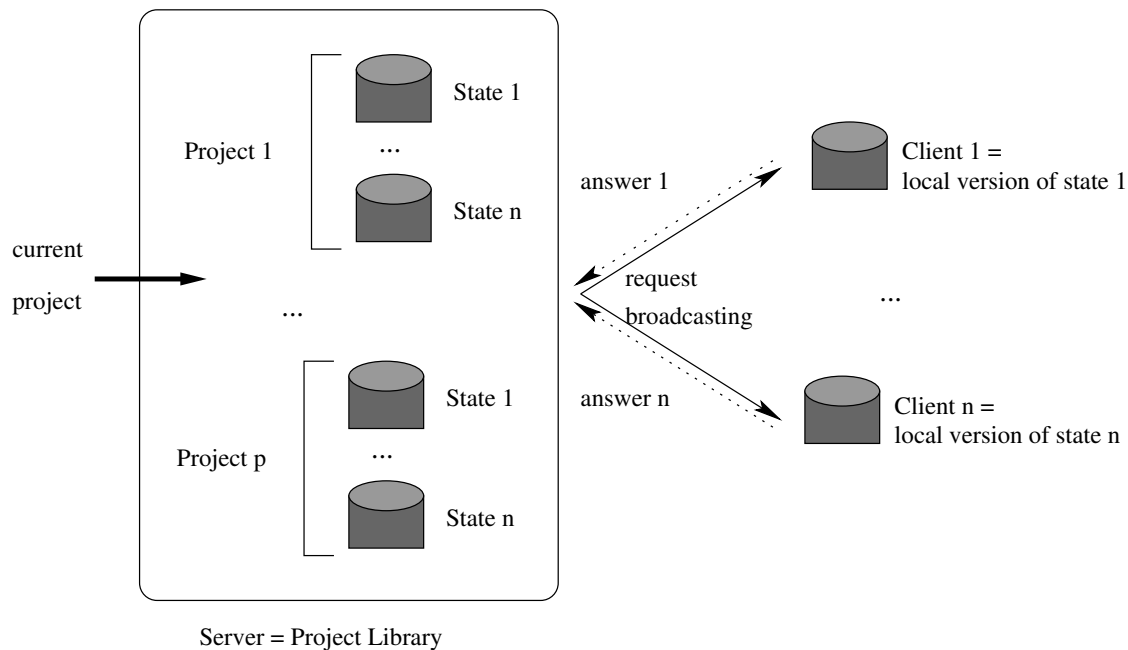 State 1
Project 1
...
State n
current
project
...
State 1
Project p
...
State n
Server = Project Library
answer 1
request
broadcasting
answer n
Client 1 =
local version of state 1
...
Client n =
local version of state n